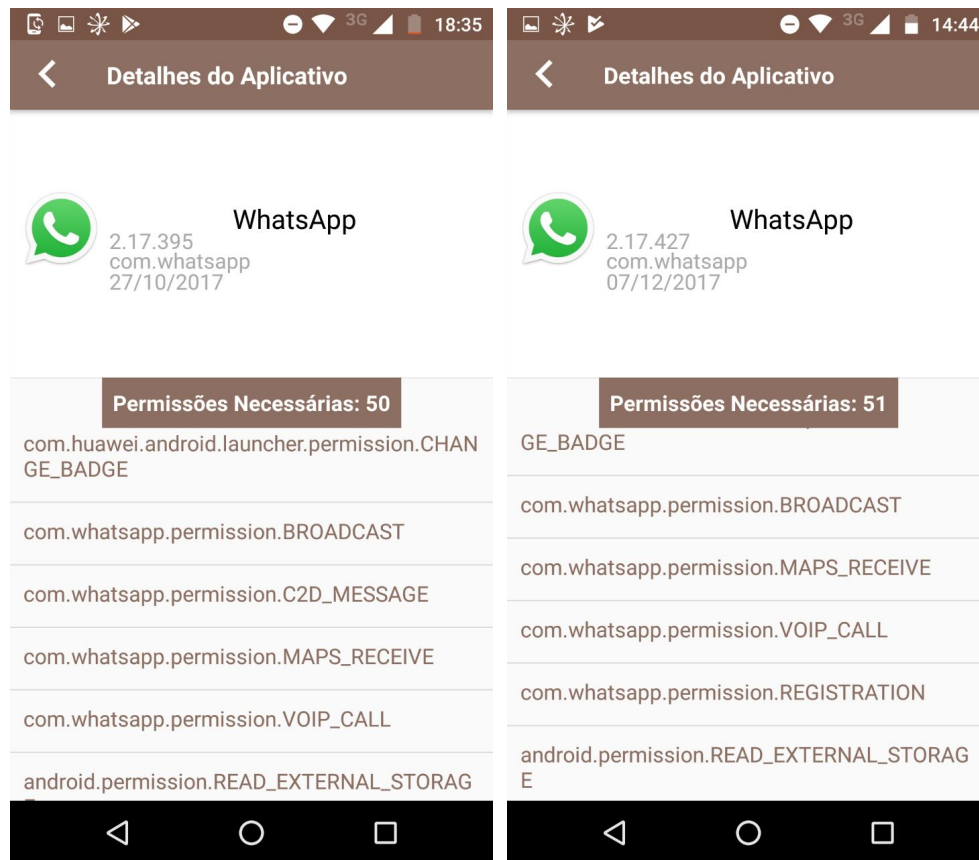 3G 18:35
Detalhes do Aplicativo
WhatsApp
2.17.395
com.whatsapp
27/10/2017
Permissões Necessárias: 50
com.huawei.android.launcher.permission.CHAN
GE_BADGE
com.whatsapp.permission.BROADCAST
com.whatsapp.permission.C2D_MESSAGE
com.whatsapp.permission.MAPS_RECEIVE
com.whatsapp.permission.VOIP_CALL
android.permission.READ_EXTERNAL_STORAG
3G 14:44
Detalhes do Aplicativo
WhatsApp
2.17.427
com.whatsapp
07/12/2017
Permissões Necessárias: 51
GE_BADGE
com.whatsapp.permission.BROADCAST
com.whatsapp.permission.MAPS_RECEIVE
com.whatsapp.permission.VOIP_CALL
com.whatsapp.permission.REGISTRATION
android.permission.READ_EXTERNAL_STORAG
E